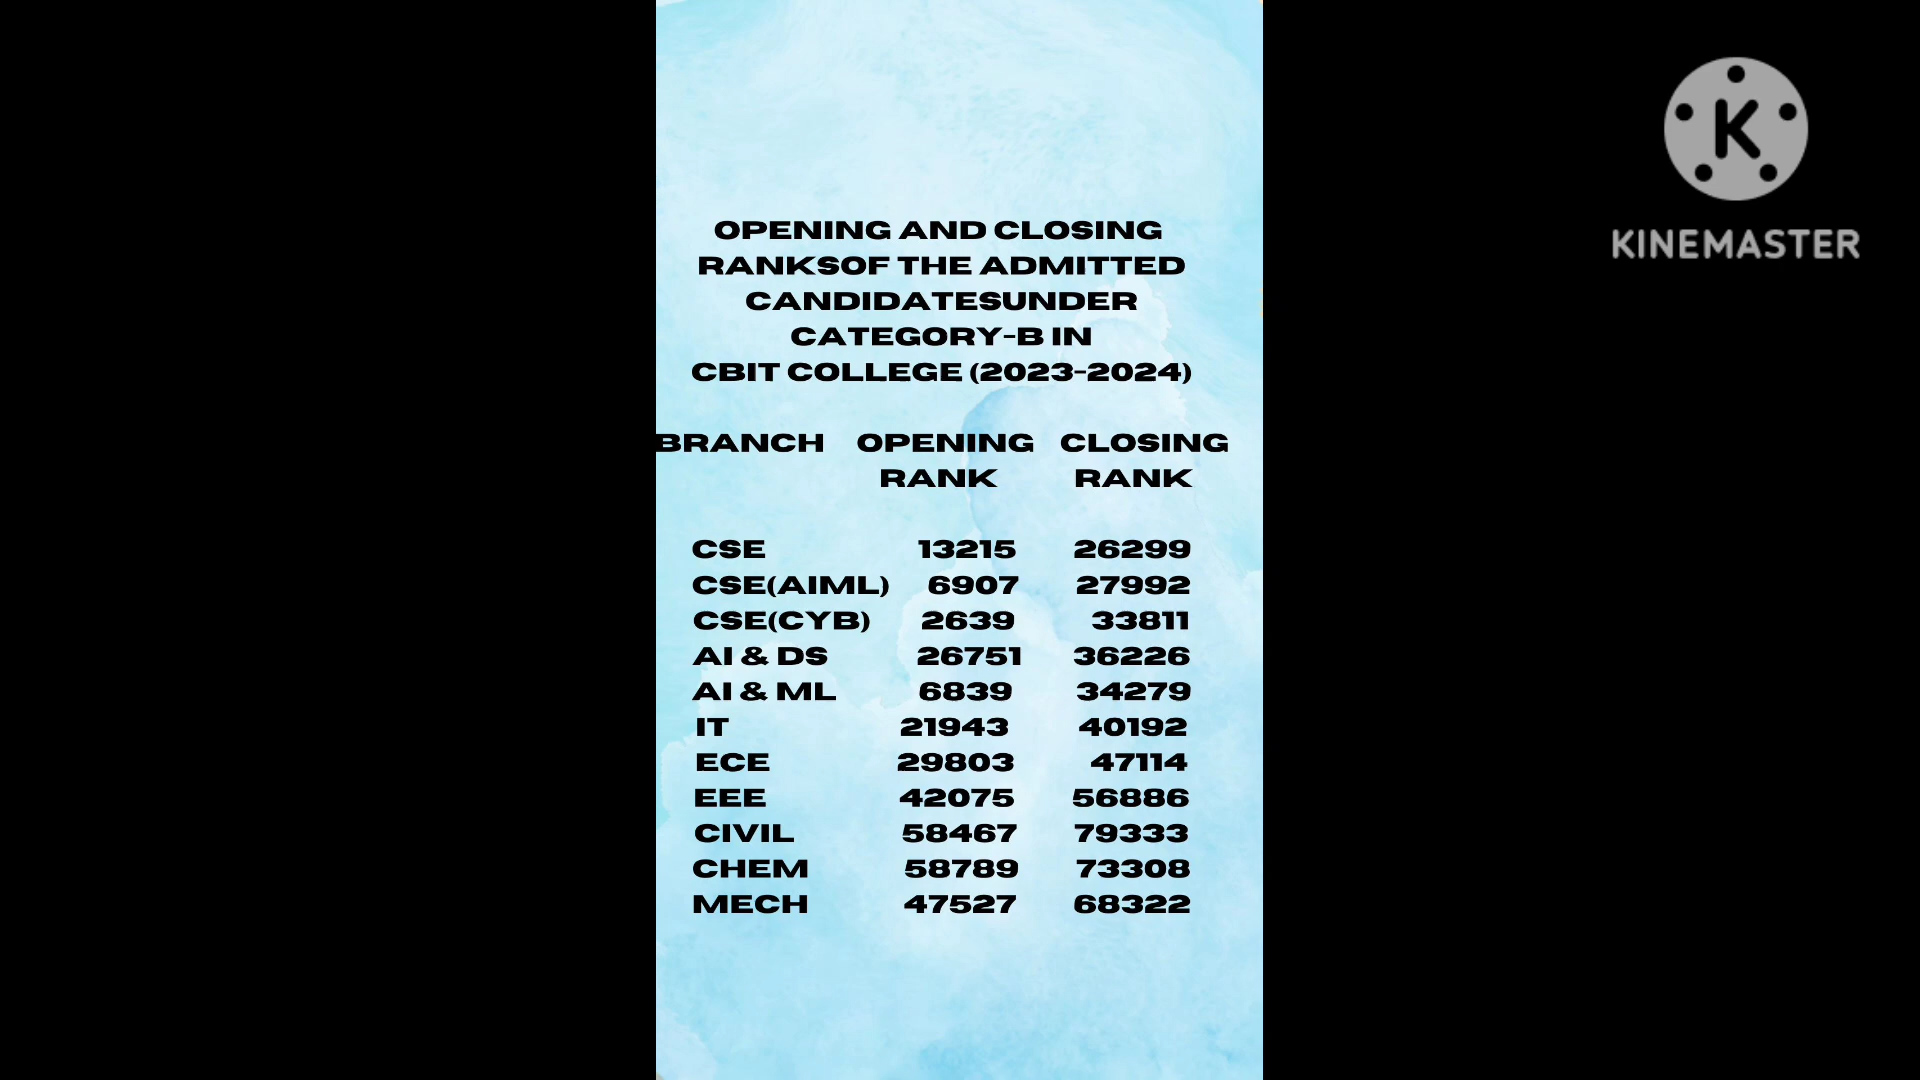 OPENING AND CLOSING
RANKSOF THE ADMITTED
CANDIDATESUNDER
CATEGORY-B IN
CBIT COLLEGE (2023-2024)
BRANCH OPENING CLOSING
RANK RANK
CSE 13215 26299
CSE(AIML) 6907 27992
CSE(CYB) 2639 33811
AI & DS 26751 36226
AI & ML 6839 34279
IT 21943 40192
ECE 29803 47114
EEE 42075 56886
CIVIL 58467 79333
CHEM 58789 73308
MECH 47527 68322
K
KINEMASTER